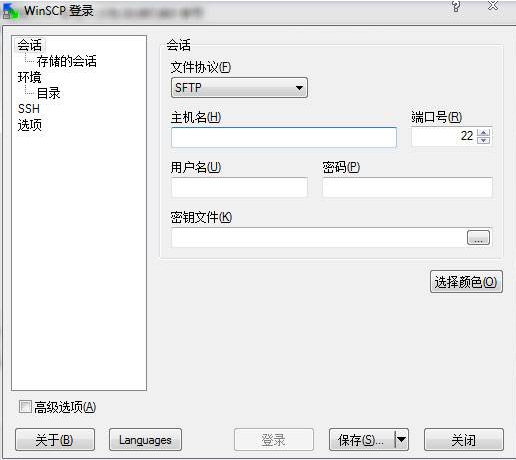 WinSCP 登录
会话
存储的会话
环境
目录
SSH
选项
会话
文件协议(F)
SFTP
主机名(H) 端口号(R)
22
用户名(U) 密码(P)
密钥文件(K)
...
选择颜色(O)
高级选项(A)
关于(B) Languages 登录 保存(S)... 关闭